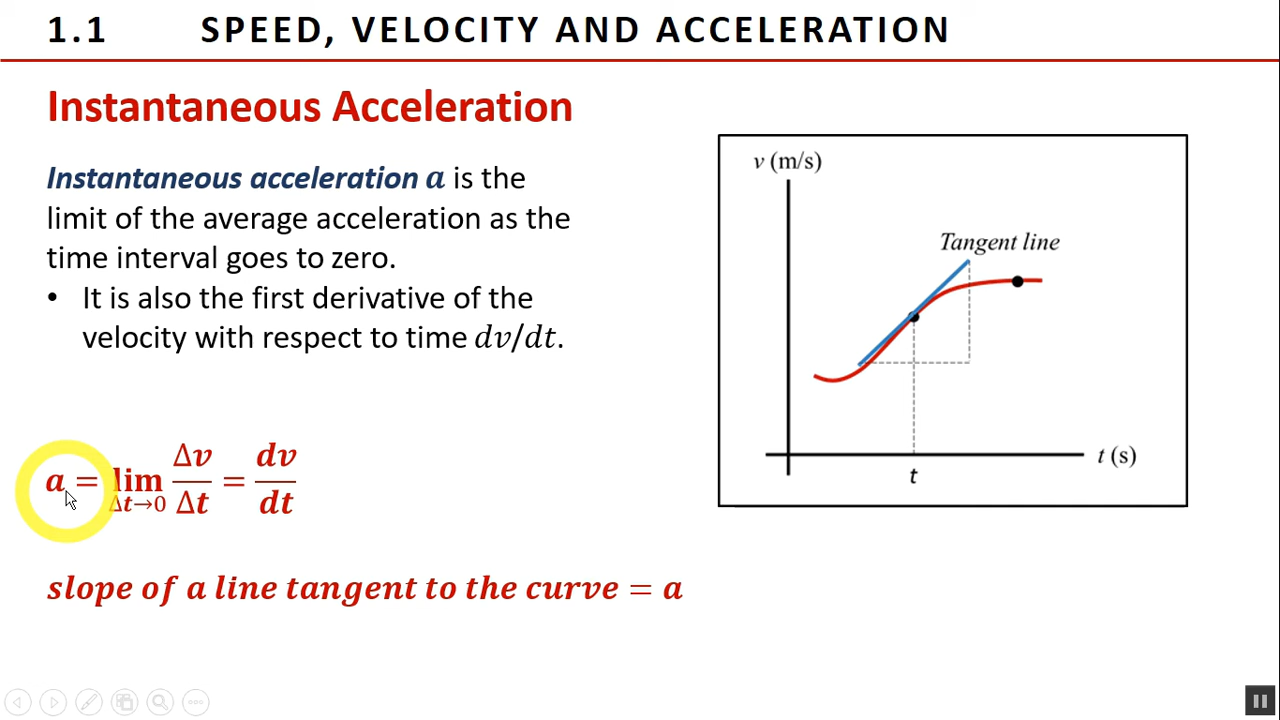 1.1 SPEED, VELOCITY AND ACCELERATION
Instantaneous Acceleration
Instantaneous acceleration a is the
limit of the average acceleration as the
time interval goes to zero.
• It is also the first derivative of the
velocity with respect to time dv/dt.
a = lim Δt→0 Δv/Δt = dv/dt
slope of a line tangent to the curve = a
v (m/s)
Tangent line
t (s)
t